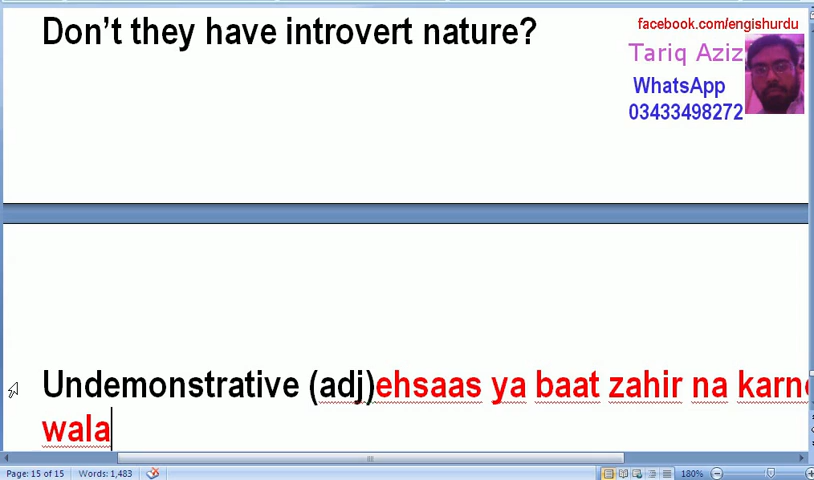 Don’t they have introvert nature?
facebook.com/engishurdu
Tariq Aziz
WhatsApp
03433498272
Undemonstrative (adj)ehsaas ya baat zahir na
wala
Page: 15 of 15 Words: 1,483 180%